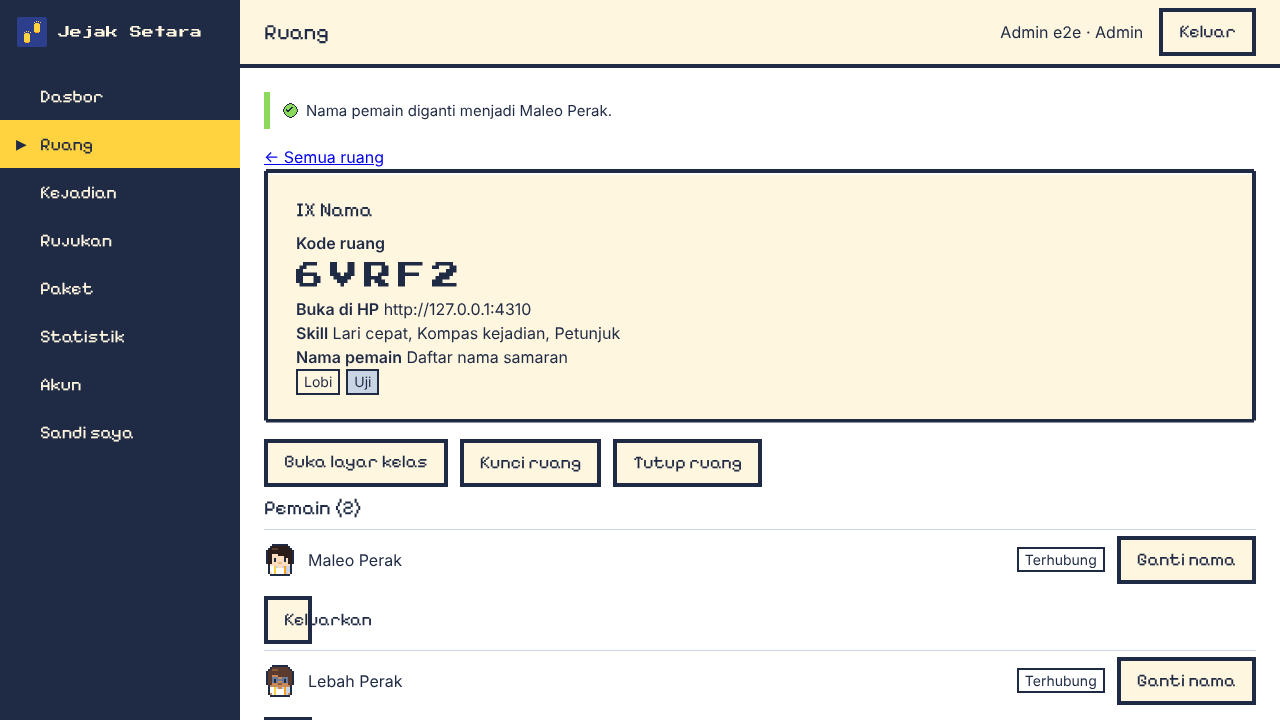 Jejak Setara
Dasbor
▶ Ruang
Kejadian
Rujukan
Paket
Statistik
Akun
Sandi saya
Ruang
Admin e2e · Admin
Keluar
Nama pemain diganti menjadi Maleo Perak.
← Semua ruang
IX Nama
Kode ruang
6VRF2
Buka di HP http://127.0.0.1:4310
Skill Lari cepat, Kompas kejadian, Petunjuk
Nama pemain Daftar nama samaran
Lobi Uji
Buka layar kelas Kunci ruang Tutup ruang
Pemain (2)
Maleo Perak Terhubung Ganti nama
Keluarkan
Lebah Perak Terhubung Ganti nama